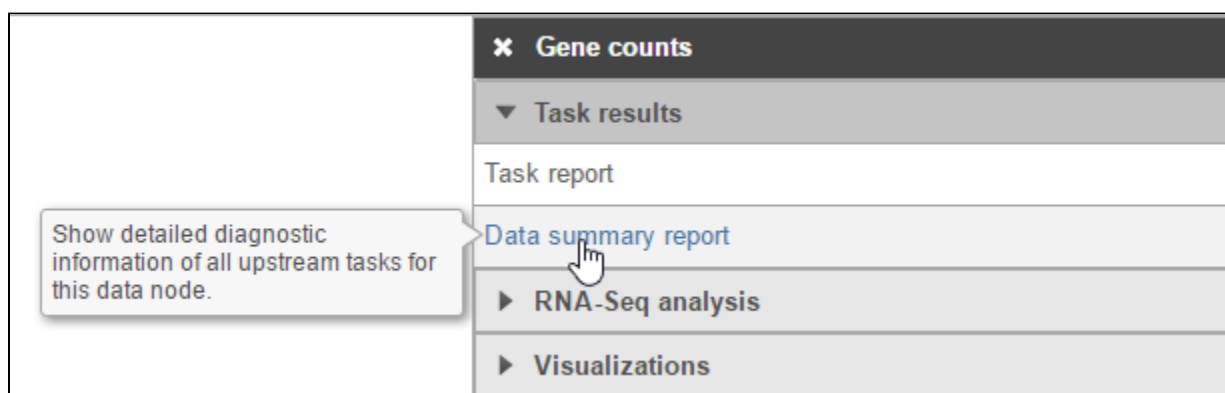 Gene counts
Task results
Task report
Show detailed diagnostic
information of all upstream tasks for
this data node.
Data summary report
RNA-Seq analysis
Visualizations